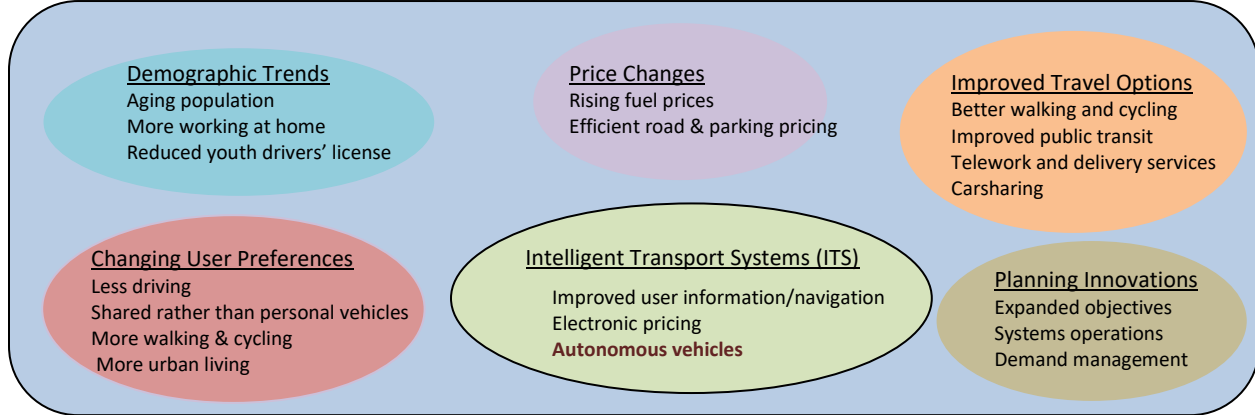 Demographic Trends
Aging population
More working at home
Reduced youth drivers’ license
Price Changes
Rising fuel prices
Efficient road & parking pricing
Improved Travel Options
Better walking and cycling
Improved public transit
Telework and delivery services
Carsharing
Changing User Preferences
Less driving
Shared rather than personal vehicles
More walking & cycling
More urban living
Intelligent Transport Systems (ITS)
Improved user information/navigation
Electronic pricing
Autonomous vehicles
Planning Innovations
Expanded objectives
Systems operations
Demand management